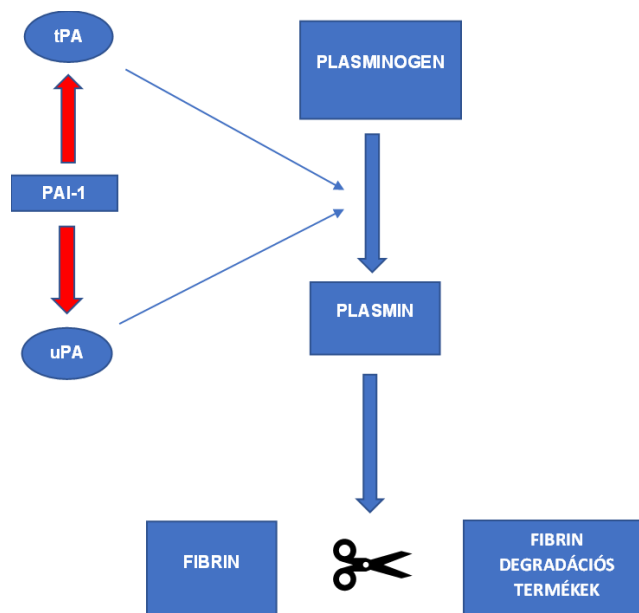 tPA
PLASMINOGEN
PAI-1
PLASMIN
uPA
FIBRIN
FIBRIN
DEGRADÁCIÓS
TERMÉKEK